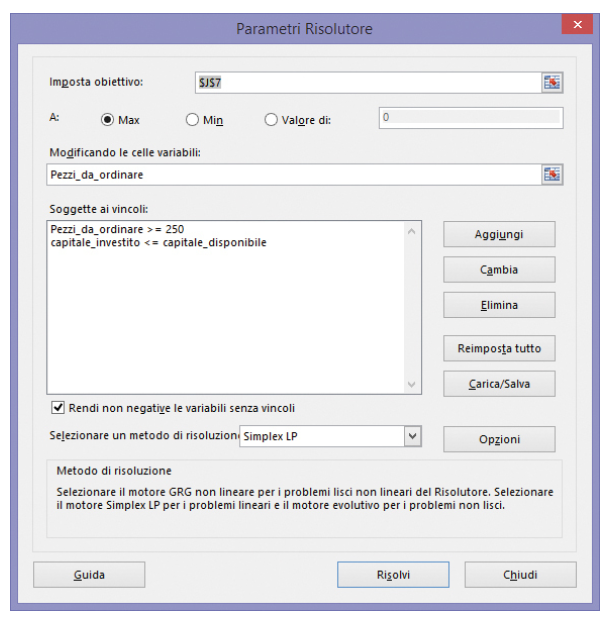 Parametri Risolutore
Imposta obiettivo: $J$7
A: Max Min Valore di: 0
Modificando le celle variabili:
Pezzi_da_ordinare
Soggette ai vincoli:
Pezzi_da_ordinare >= 250
capitale_investito <= capitale_disponibile
Aggiungi
Cambia
Elimina
Reimposta tutto
Carica/Salva
Rendi non negative le variabili senza vincoli
Selezionare un metodo di risoluzion Simplex LP
Opzioni
Metodo di risoluzione
Selezionare il motore GRG non lineare per i problemi lisci non lineari del Risolutore. Selezionare
il motore Simplex LP per i problemi lineari e il motore evolutivo per i problemi non lisci.
Guida
Risolvi
Chiudi